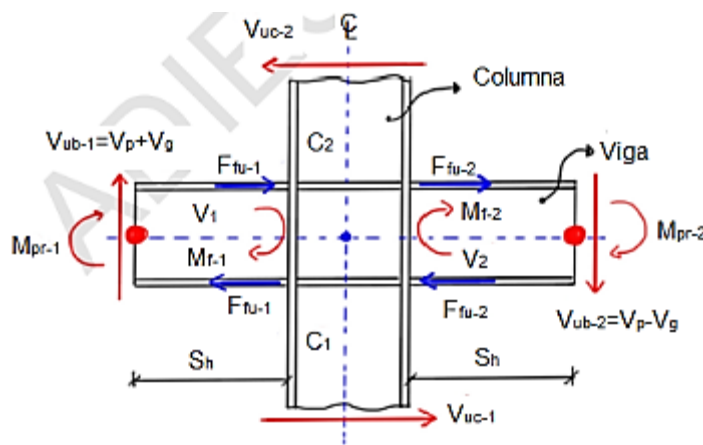 ℄
Vuc-2
Columna
Vub-1=Vp+Vg
C2
Ffu-1
Ffu-2
Viga
V1
Mf-2
Mpr-1
Mpr-2
Mf-1
V2
Ffu-1
Ffu-2
Vub-2=Vp-Vg
C1
Sh
Sh
Vuc-1